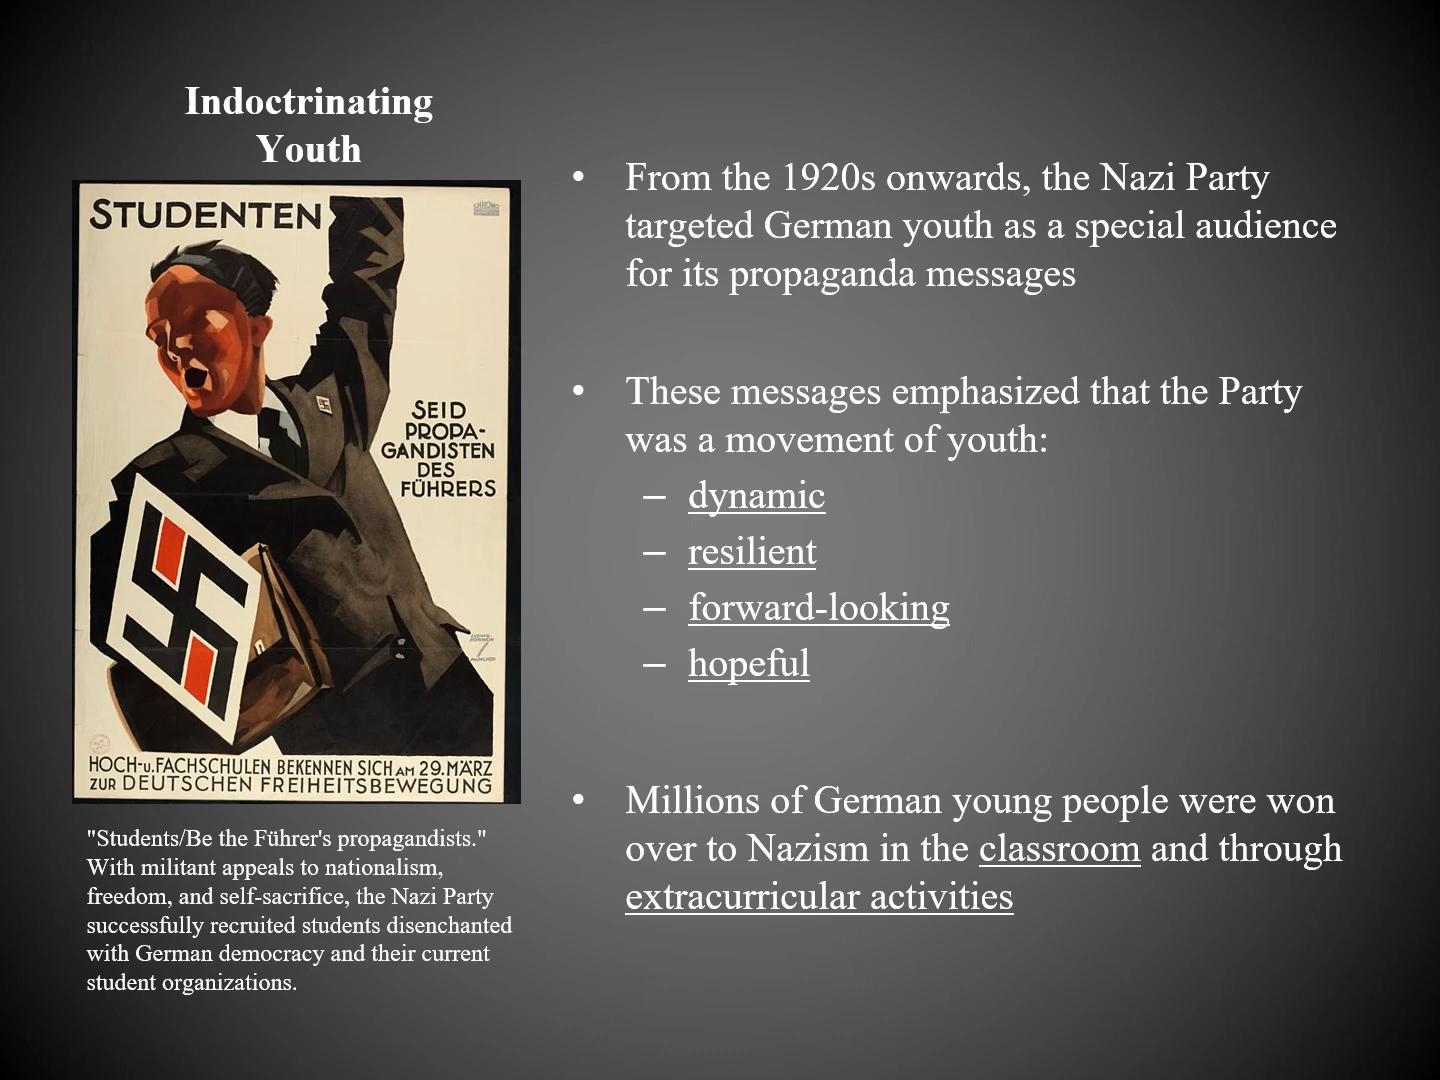 Indoctrinating
Youth
STUDENTEN
SEID
PROPA-
GANDISTEN
DES
FÜHRERS
HOCH-u.FACHSCHULEN BEKENNEN SICH AM 29.MÄRZ
ZUR DEUTSCHEN FREIHEITSBEWEGUNG
"Students/Be the Führer's propagandists."
With militant appeals to nationalism,
freedom, and self-sacrifice, the Nazi Party
successfully recruited students disenchanted
with German democracy and their current
student organizations.
• From the 1920s onwards, the Nazi Party
targeted German youth as a special audience
for its propaganda messages
• These messages emphasized that the Party
was a movement of youth:
– dynamic
– resilient
– forward-looking
– hopeful
• Millions of German young people were won
over to Nazism in the classroom and through
extracurricular activities